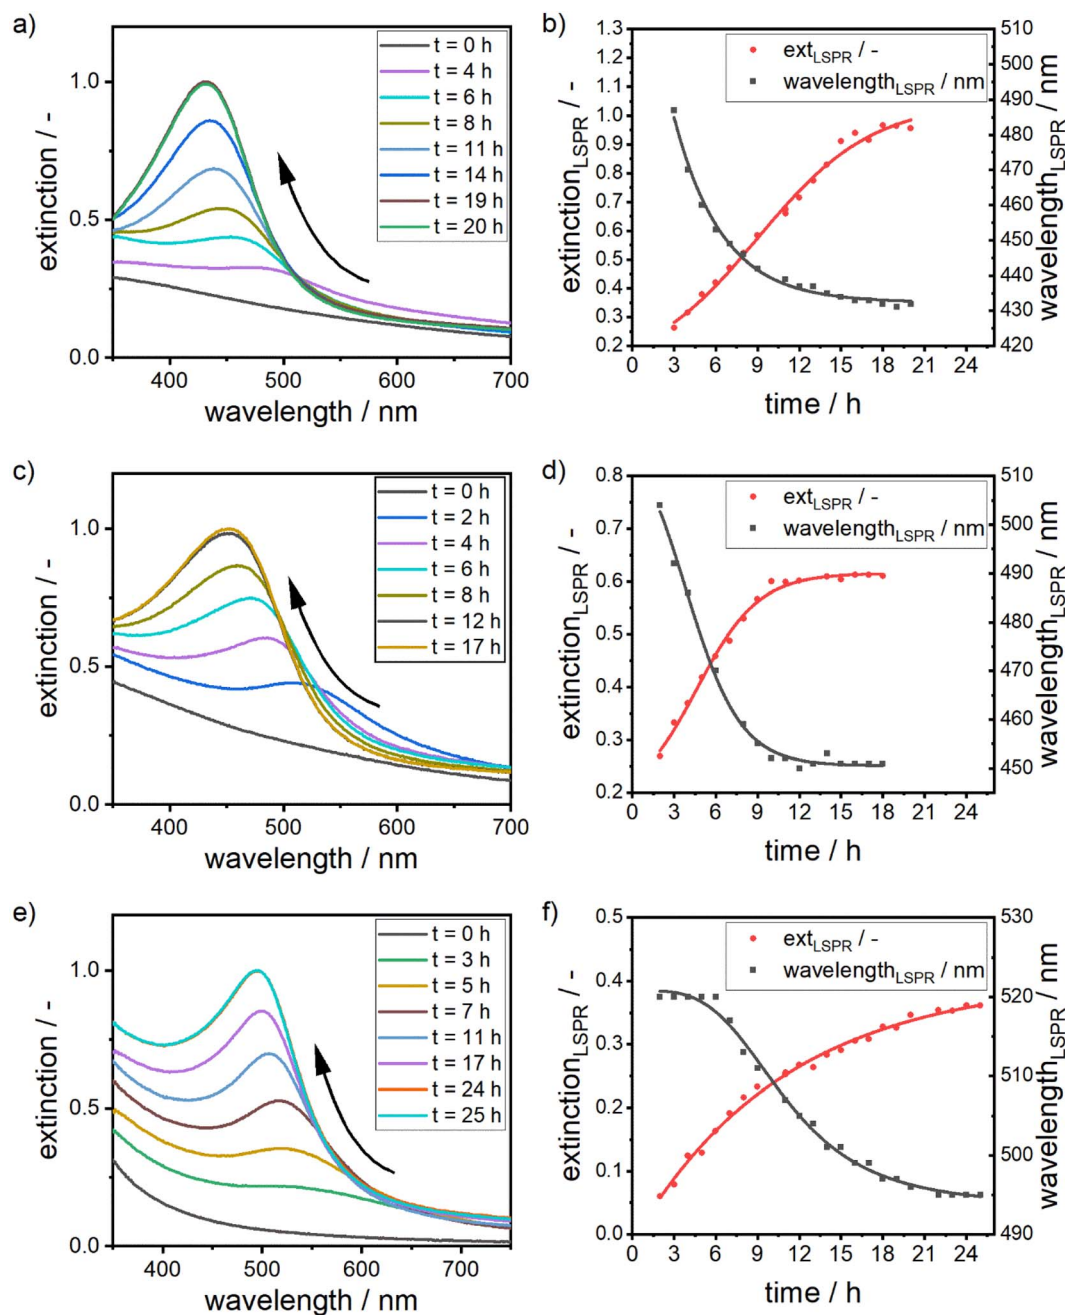 a)
t = 0 h
t = 4 h
t = 6 h
t = 8 h
t = 11 h
t = 14 h
t = 19 h
t = 20 h
extinction / -
1.0
0.5
0.0
400 500 600 700
wavelength / nm
b)
ext_LSPR / -
wavelength_LSPR / nm
extinction_LSPR / -
1.3
1.2
1.1
1.0
0.9
0.8
0.7
0.6
0.5
0.4
0.3
0.2
wavelength_LSPR / nm
510
500
490
480
470
460
450
440
430
420
0 3 6 9 12 15 18 21 24
time / h
c)
t = 0 h
t = 2 h
t = 4 h
t = 6 h
t = 8 h
t = 12 h
t = 17 h
extinction / -
1.0
0.5
0.0
400 500 600 700
wavelength / nm
d)
ext_LSPR / -
wavelength_LSPR / nm
extinction_LSPR / -
0.8
0.7
0.6
0.5
0.4
0.3
0.2
wavelength_LSPR / nm
510
500
490
480
470
460
450
0 3 6 9 12 15 18 21 24
time / h
e)
t = 0 h
t = 3 h
t = 5 h
t = 7 h
t = 11 h
t = 17 h
t = 24 h
t = 25 h
extinction / -
1.0
0.5
0.0
400 500 600 700
wavelength / nm
f)
ext_LSPR / -
wavelength_LSPR / nm
extinction_LSPR / -
0.5
0.4
0.3
0.2
0.1
0.0
wavelength_LSPR / nm
530
520
510
500
490
0 3 6 9 12 15 18 21 24
time / h